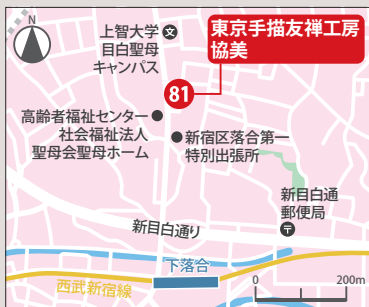 N
上智大学
目白聖母
キャンパス
文
東京手描友禅工房
協美
81
高齢者福祉センター
社会福祉法人
聖母会聖母ホーム
新宿区落合第一
特別出張所
新目白通
郵便局
〒
新目白通り
下落合
西武新宿線
0
200m